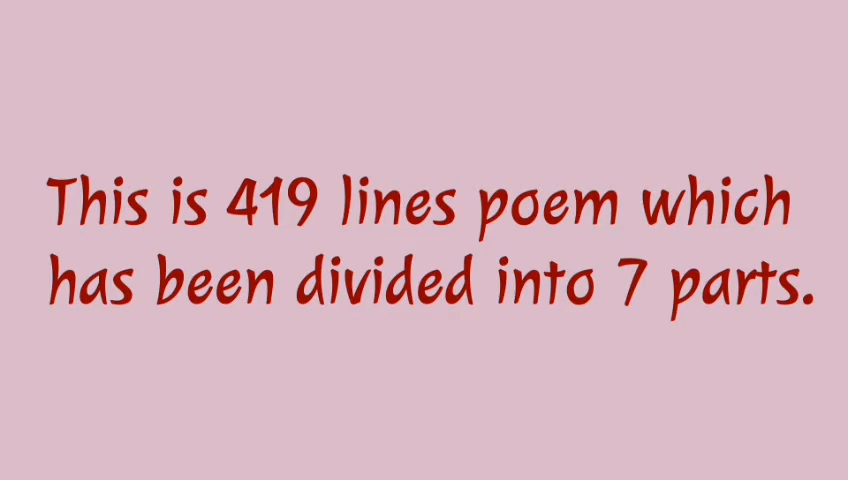 This is 419 lines poem which
has been divided into 7 parts.